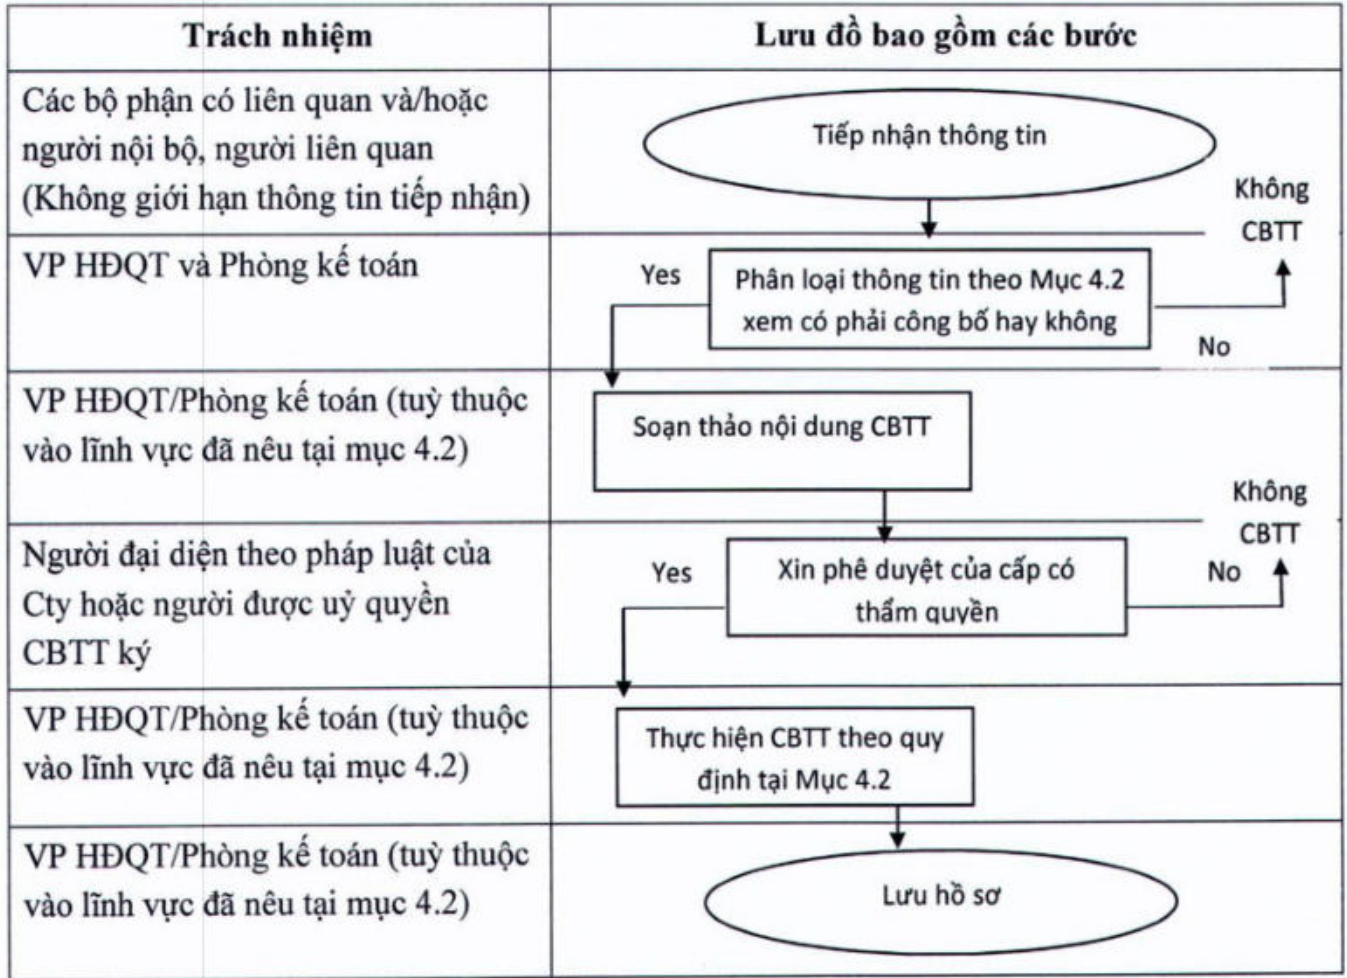 Trách nhiệm
Lưu đồ bao gồm các bước
Các bộ phận có liên quan và/hoặc
người nội bộ, người liên quan
(Không giới hạn thông tin tiếp nhận)
Tiếp nhận thông tin
Không
CBTT
VP HĐQT và Phòng kế toán
Yes
Phân loại thông tin theo Mục 4.2
xem có phải công bố hay không
No
VP HĐQT/Phòng kế toán (tuỳ thuộc
vào lĩnh vực đã nêu tại mục 4.2)
Soạn thảo nội dung CBTT
Không
CBTT
Người đại diện theo pháp luật của
Cty hoặc người được uỷ quyền
CBTT ký
Yes
Xin phê duyệt của cấp có
thẩm quyền
No
VP HĐQT/Phòng kế toán (tuỳ thuộc
vào lĩnh vực đã nêu tại mục 4.2)
Thực hiện CBTT theo quy
định tại Mục 4.2
VP HĐQT/Phòng kế toán (tuỳ thuộc
vào lĩnh vực đã nêu tại mục 4.2)
Lưu hồ sơ